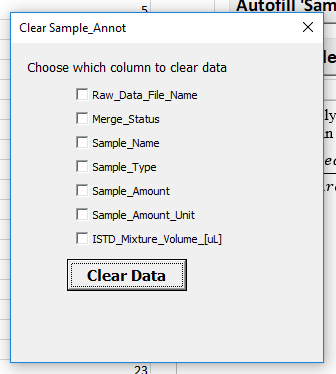 5
Autofill 'Sam
Clear Sample_Annot
Choose which column to clear data
Raw_Data_File_Name
Merge_Status
Sample_Name
Sample_Type
Sample_Amount
Sample_Amount_Unit
ISTD_Mixture_Volume_[uL]
Clear Data
23